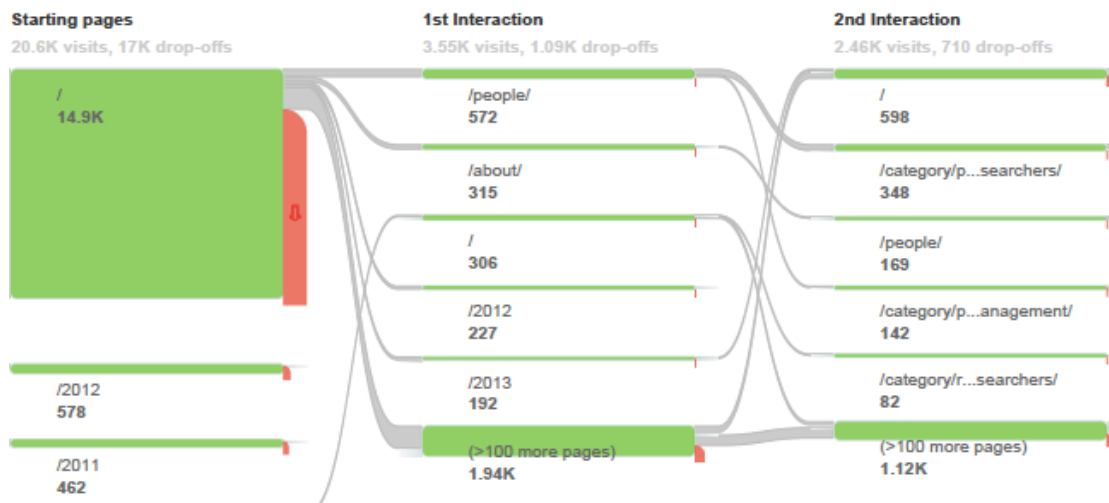 Starting pages
20.6K visits, 17K drop-offs
/
14.9K
/2012
578
/2011
462
1st Interaction
3.55K visits, 1.09K drop-offs
/people/
572
/about/
315
/
306
/2012
227
/2013
192
(>100 more pages)
1.94K
2nd Interaction
2.46K visits, 710 drop-offs
/
598
/category/p...searchers/
348
/people/
169
/category/p...anagement/
142
/category/r...searchers/
82
(>100 more pages)
1.12K